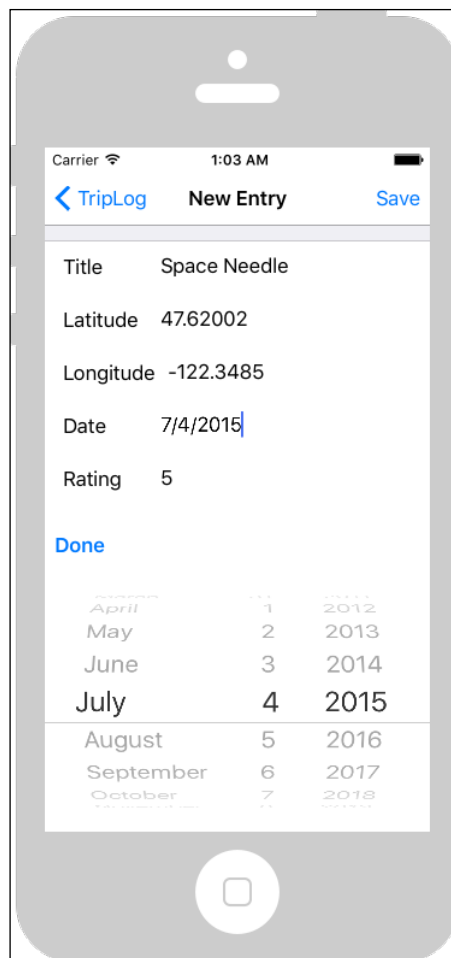 Carrier 1:03 AM
TripLog New Entry Save
Title Space Needle
Latitude 47.62002
Longitude -122.3485
Date 7/4/2015
Rating 5
Done
April 1 2012
May 2 2013
June 3 2014
July 4 2015
August 5 2016
September 6 2017
October 7 2018